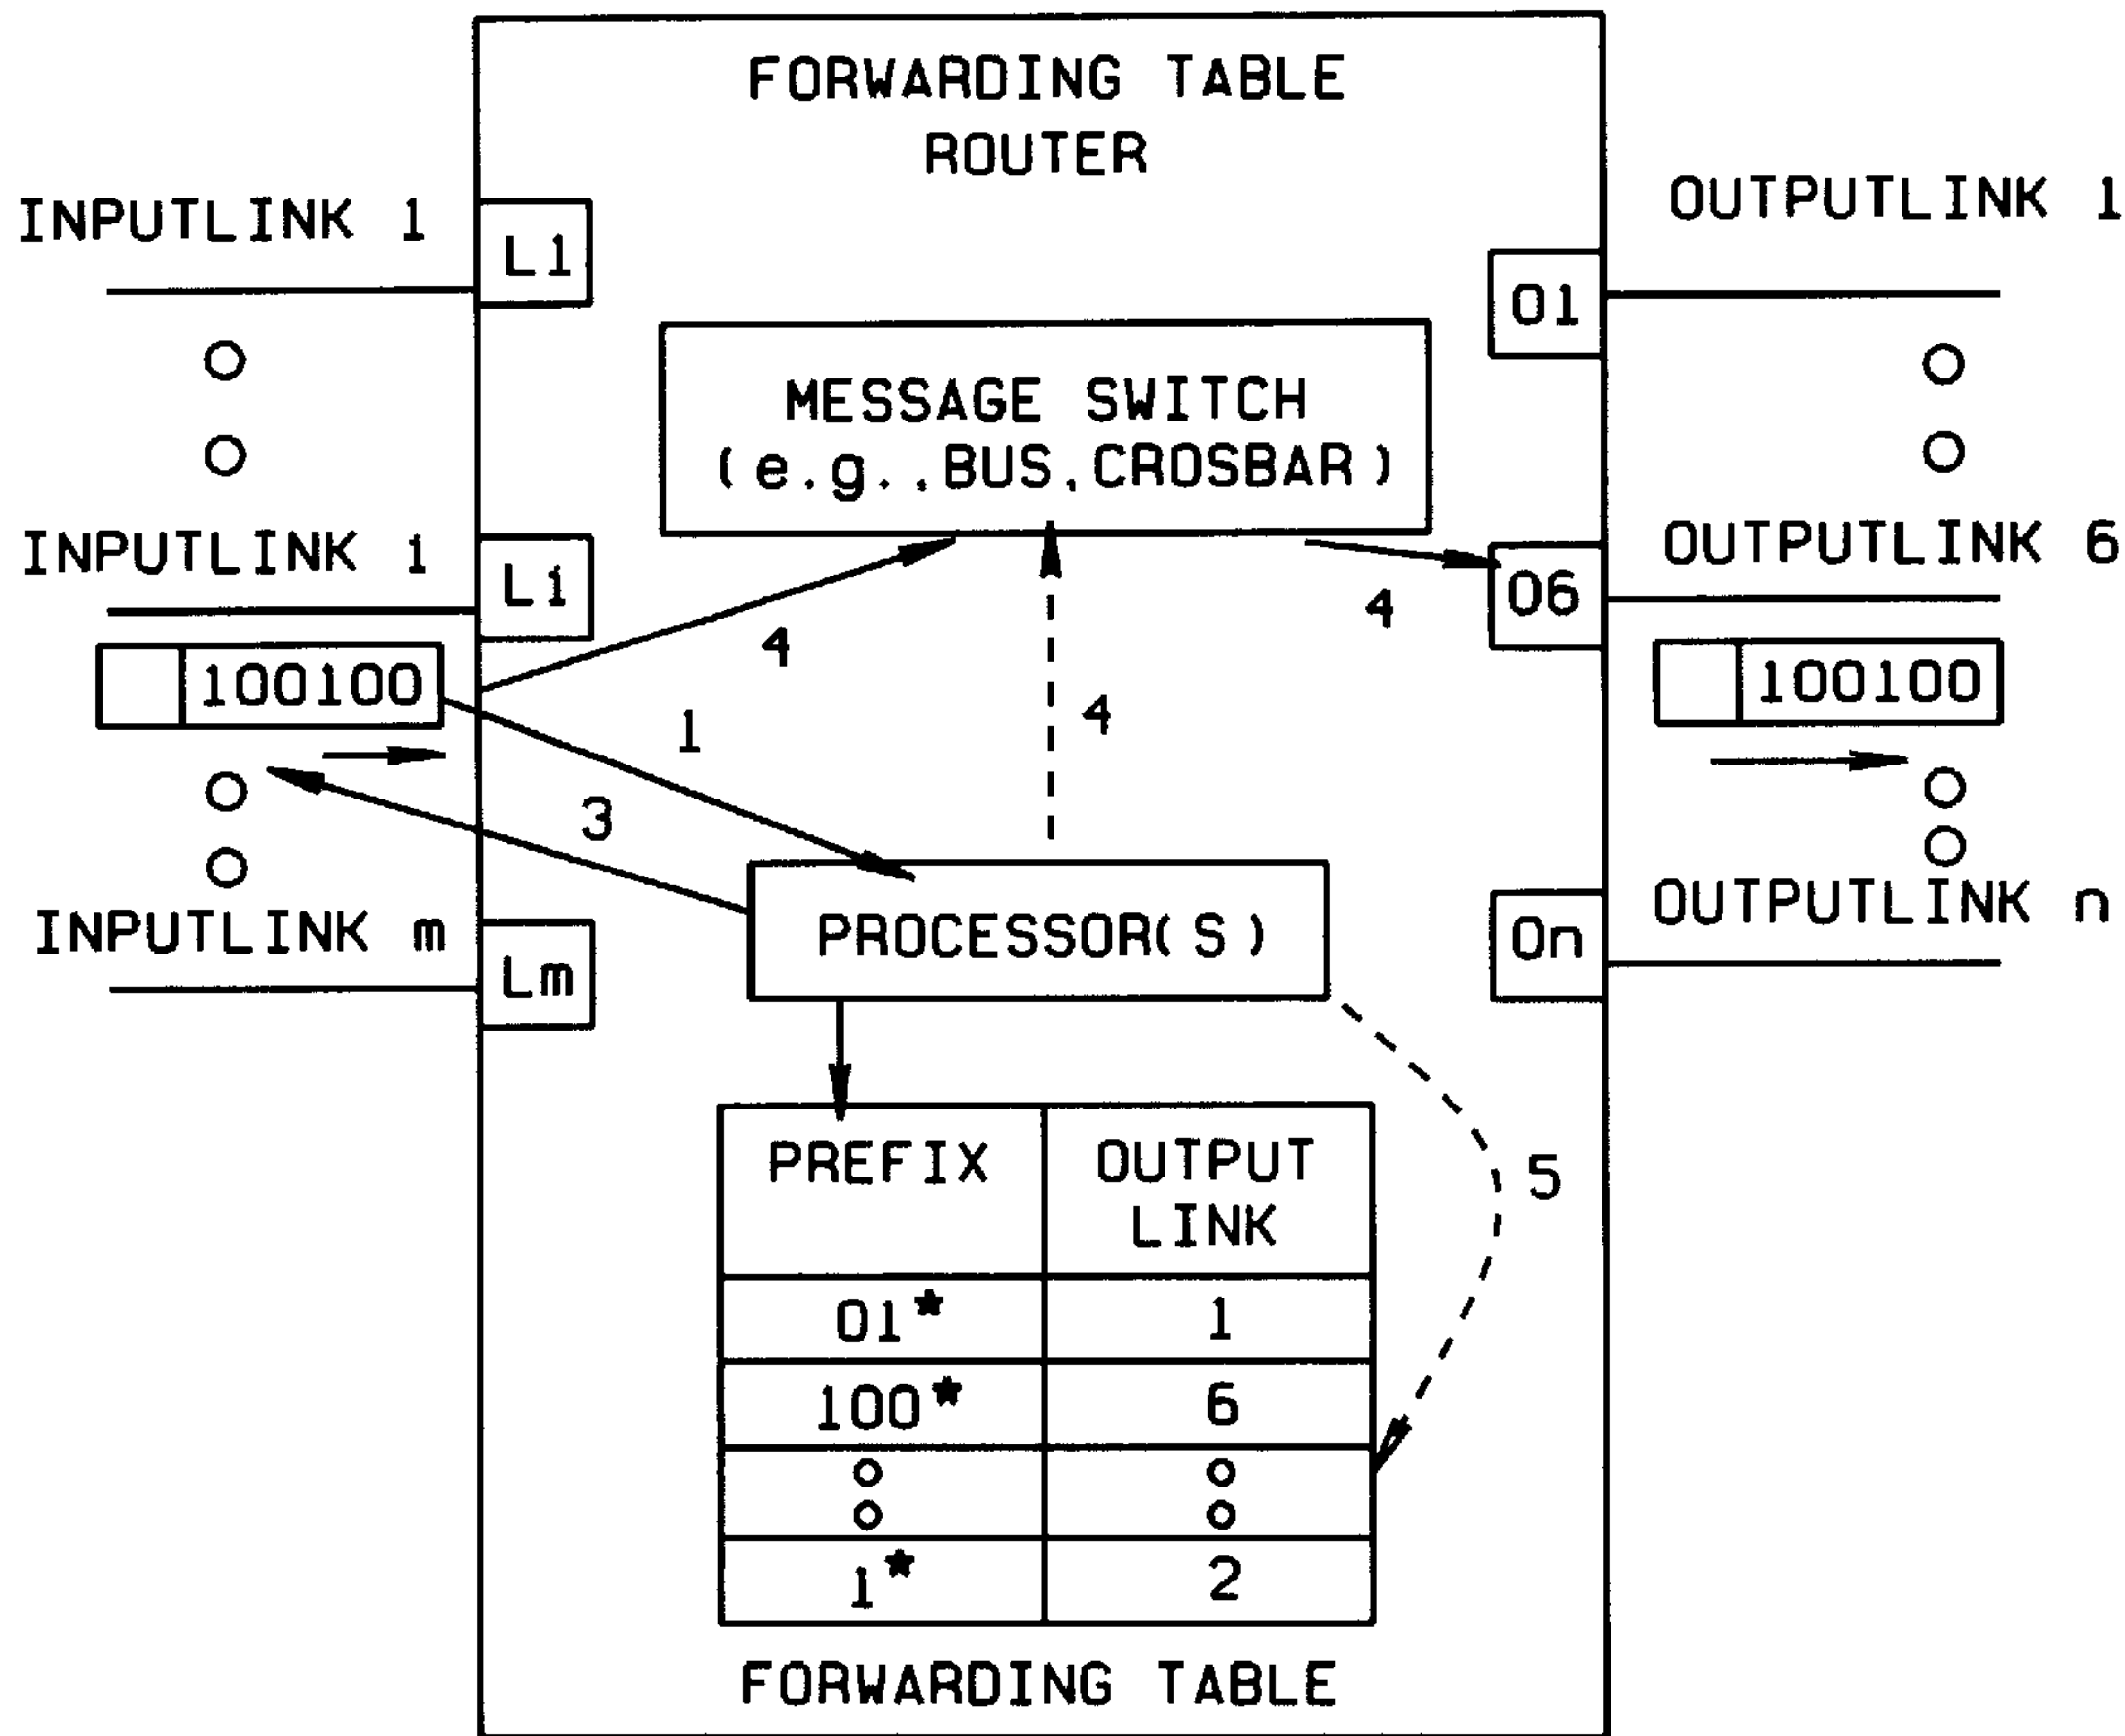 FORWARDING TABLE
ROUTER
INPUTLINK 1
L1
OUTPUTLINK 1
O1
MESSAGE SWITCH
(e.g.,BUS,CROSBAR)
INPUTLINK i
Li
OUTPUTLINK 6
O6
4
4
100100
100100
1
4
3
INPUTLINK m
Lm
PROCESSOR(S)
OUTPUTLINK n
On
PREFIX
OUTPUT
LINK
5
01* 1
100* 6
1* 2
FORWARDING TABLE